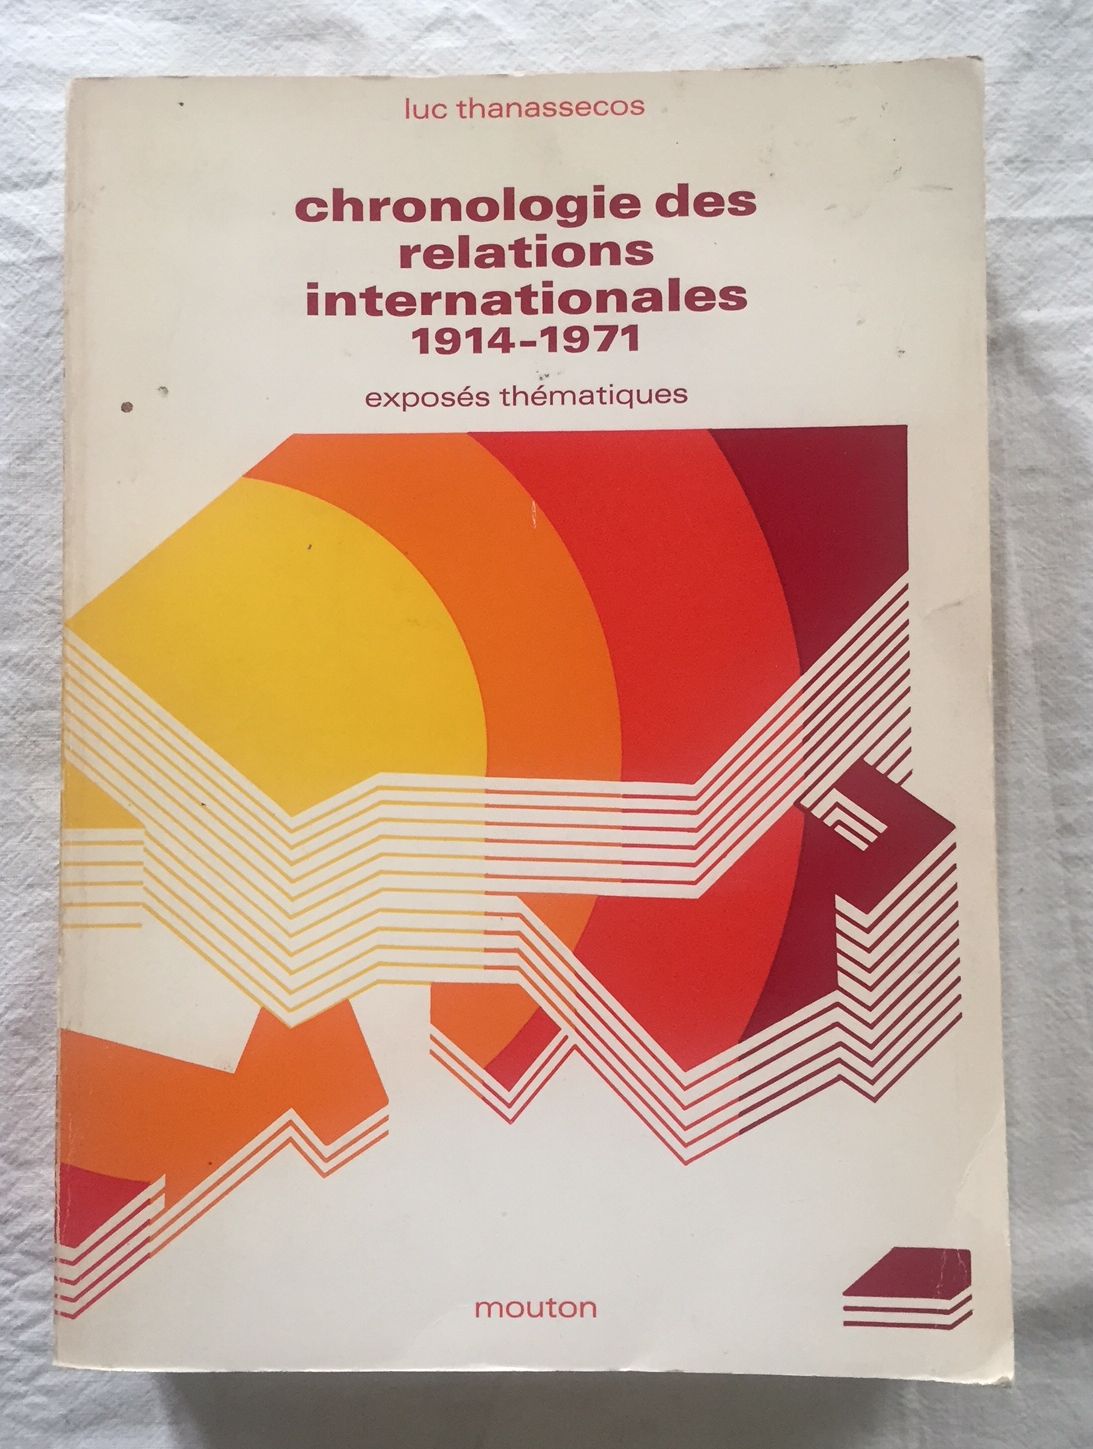 luc thanassecos
chronologie des
relations
internationales
1914-1971
exposés thématiques
mouton